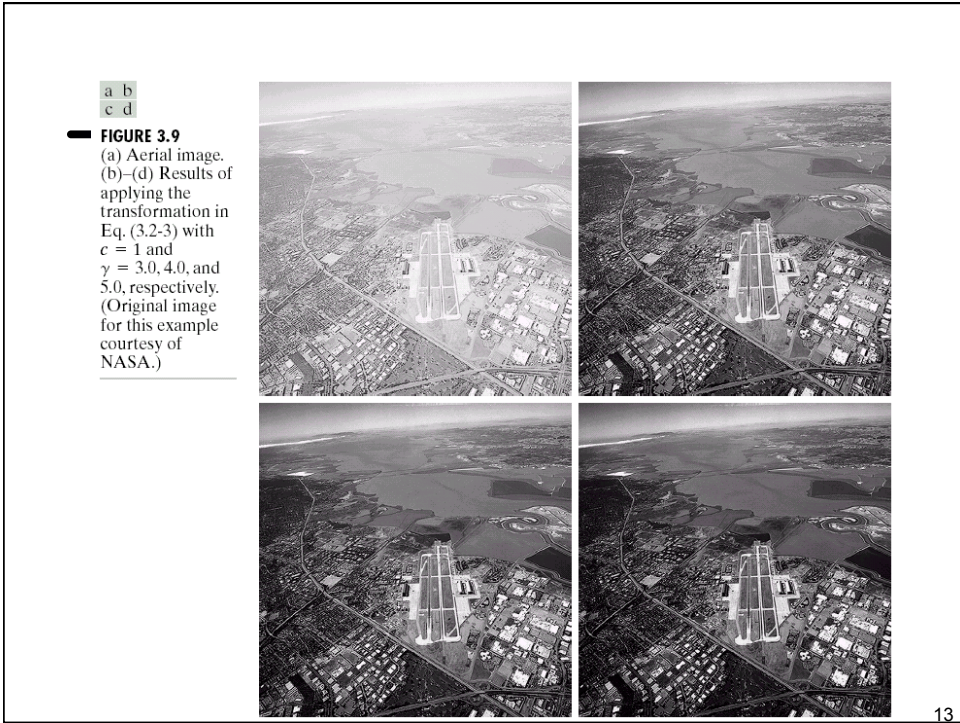 a b
c d
FIGURE 3.9
(a) Aerial image.
(b)–(d) Results of
applying the
transformation in
Eq. (3.2-3) with
c = 1 and
γ = 3.0, 4.0, and
5.0, respectively.
(Original image
for this example
courtesy of
NASA.)
13